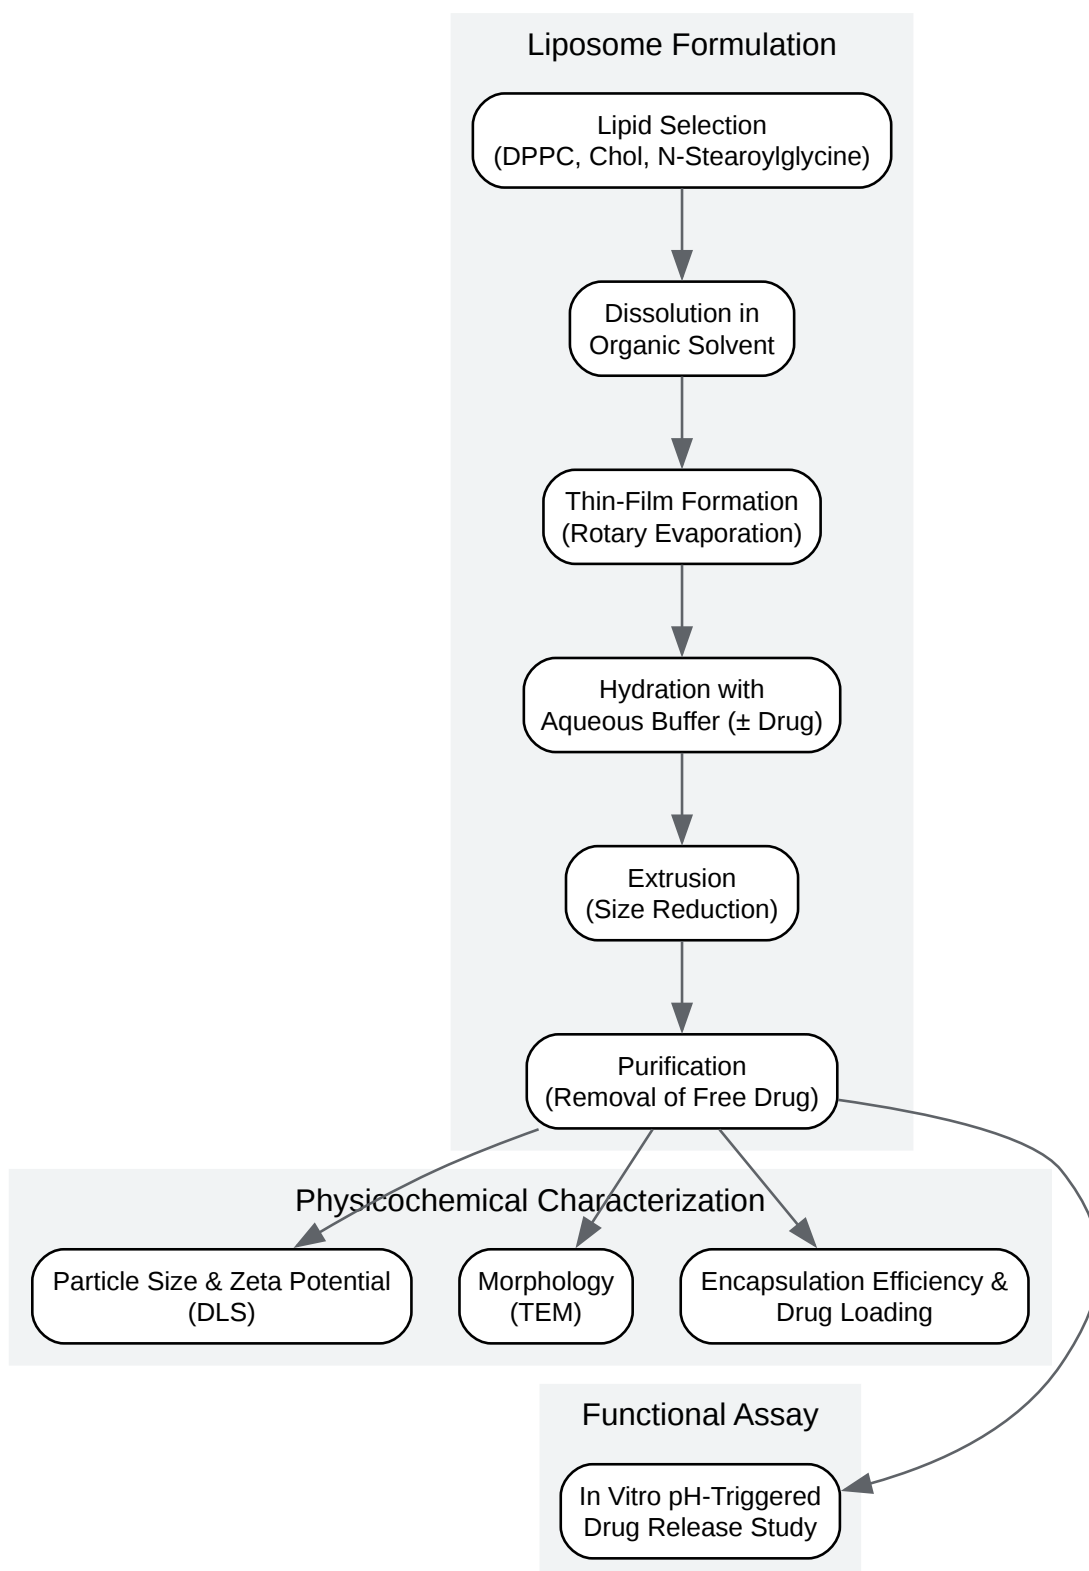 Liposome Formulation
Lipid Selection
(DPPC, Chol, N-Stearoylglycine)
Dissolution in
Organic Solvent
Thin-Film Formation
(Rotary Evaporation)
Hydration with
Aqueous Buffer (± Drug)
Extrusion
(Size Reduction)
Purification
(Removal of Free Drug)
Physicochemical Characterization
Particle Size & Zeta Potential
(DLS)
Morphology
(TEM)
Encapsulation Efficiency &
Drug Loading
Functional Assay
In Vitro pH-Triggered
Drug Release Study